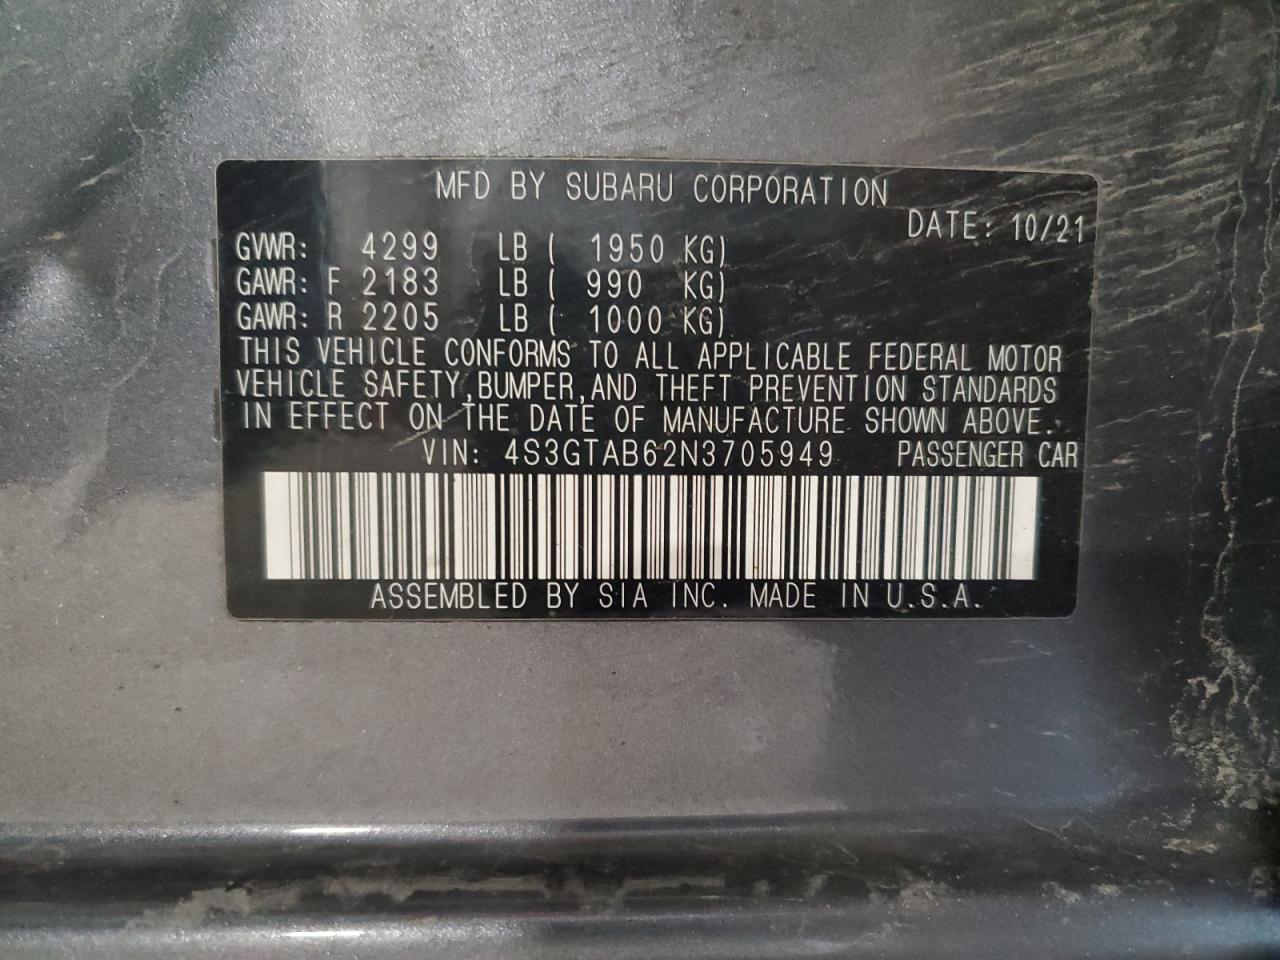 MFD BY SUBARU CORPORATION
DATE: 10/21
GVWR: 4299 LB ( 1950 KG)
GAWR: F 2183 LB ( 990 KG)
GAWR: R 2205 LB ( 1000 KG)
THIS VEHICLE CONFORMS TO ALL APPLICABLE FEDERAL MOTOR
VEHICLE SAFETY,BUMPER,AND THEFT PREVENTION STANDARDS
IN EFFECT ON THE DATE OF MANUFACTURE SHOWN ABOVE.
VIN: 4S3GTAB62N3705949 PASSENGER CAR
ASSEMBLED BY SIA INC. MADE IN U.S.A.